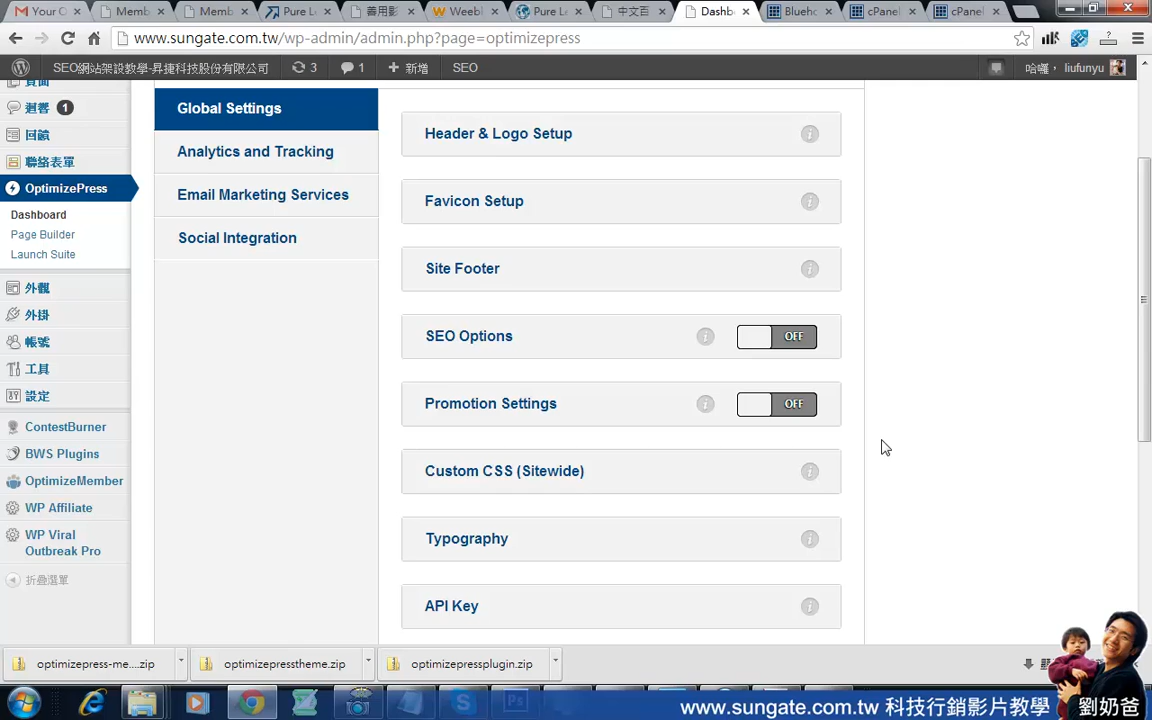 Your O
Memb
Memb
Pure L
善用影
Weebl
Pure Le
中文百
Dashb
Blueho
cPanel
cPanel
www.sungate.com.tw/wp-admin/admin.php?page=optimizepress
SEO網站架設教學-昇捷科技股份有限公司
3
1
新增
SEO
哈囉, liufunyu
頁面
迴響 1
回饋
聯絡表單
OptimizePress
Dashboard
Page Builder
Launch Suite
外觀
外掛
帳號
工具
設定
ContestBurner
BWS Plugins
OptimizeMember
WP Affiliate
WP Viral
Outbreak Pro
折疊選單
Global Settings
Analytics and Tracking
Email Marketing Services
Social Integration
Header & Logo Setup
Favicon Setup
Site Footer
SEO Options
OFF
Promotion Settings
OFF
Custom CSS (Sitewide)
Typography
API Key
optimizepress-me....zip
optimizepresstheme.zip
optimizepressplugin.zip
www.sungate.com.tw 科技行銷影片教學
劉奶爸